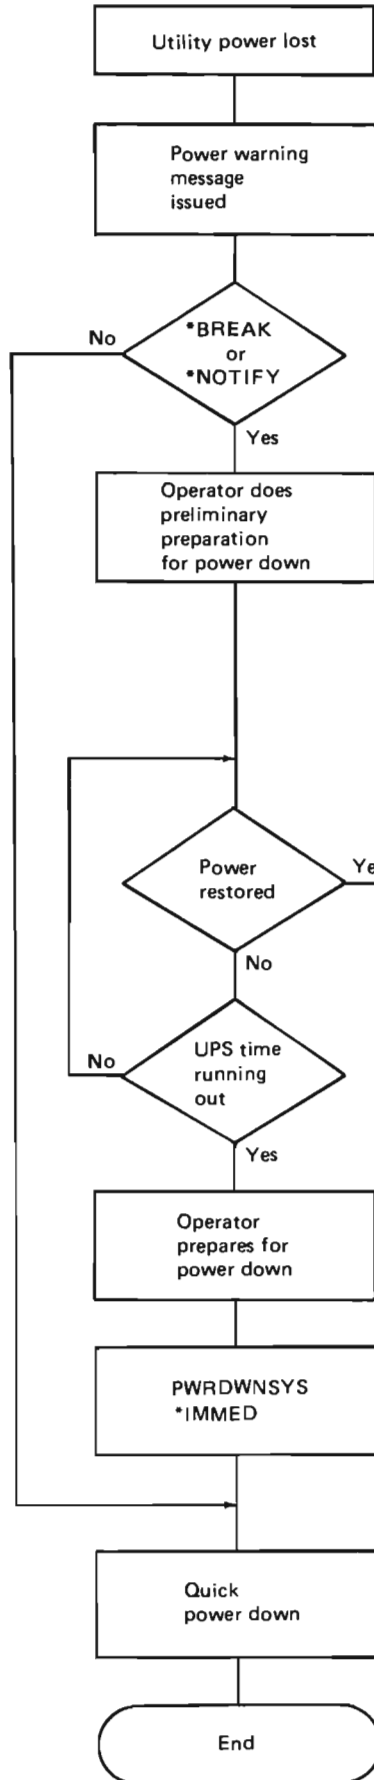 Utility power lost
Power warning
message
issued
*BREAK
or
*NOTIFY
No
Yes
Operator does
preliminary
preparation
for power down
Power
restored
Ye
No
UPS time
running
out
No
Yes
Operator
prepares for
power down
PWRDWNSYS
*IMMED
Quick
power down
End